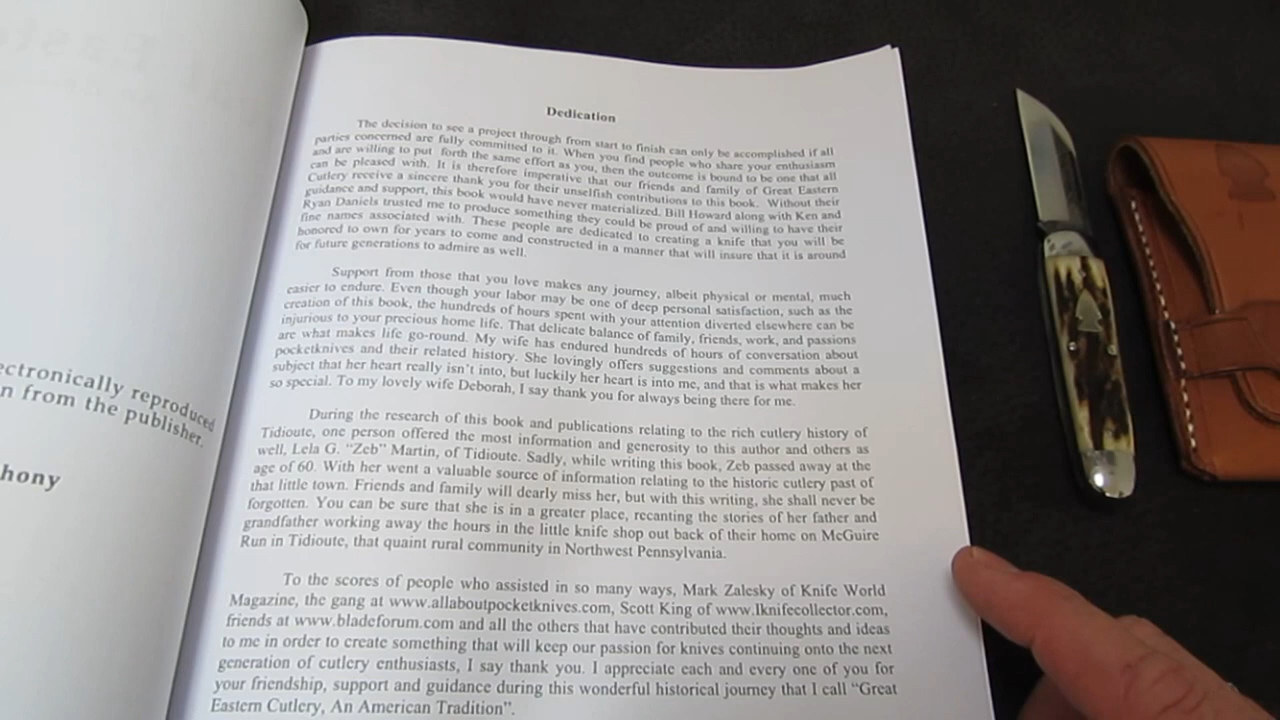 ectronically reproduced
n from the publisher.
hony
Dedication
The decision to see a project through from start to finish can only be accomplished if all
parties concerned are fully committed to it. When you find people who share your enthusiasm
and are willing to put forth the same effort as you, then the outcome is bound to be one that all
can be pleased with. It is therefore imperative that our friends and family of Great Eastern
Cutlery receive a sincere thank you for their unselfish contributions to this book. Without their
guidance and support, this book would have never materialized. Bill Howard along with Ken and
Ryan Daniels trusted me to produce something they could be proud of and willing to have their
fine names associated with. These people are dedicated to creating a knife that you will be
honored to own for years to come and constructed in a manner that will insure that it is around
for future generations to admire as well.
Support from those that you love makes any journey, albeit physical or mental, much
easier to endure. Even though your labor may be one of deep personal satisfaction, such as the
creation of this book, the hundreds of hours spent with your attention diverted elsewhere can be
injurious to your precious home life. That delicate balance of family, friends, work, and passions
are what makes life go-round. My wife has endured hundreds of hours of conversation about
pocketknives and their related history. She lovingly offers suggestions and comments about a
subject that her heart really isn't into, but luckily her heart is into me, and that is what makes her
so special. To my lovely wife Deborah, I say thank you for always being there for me.
During the research of this book and publications relating to the rich cutlery history of
Tidioute, one person offered the most information and generosity to this author and others as
well, Lela G. "Zeb" Martin, of Tidioute. Sadly, while writing this book, Zeb passed away at the
age of 60. With her went a valuable source of information relating to the historic cutlery past of
that little town. Friends and family will dearly miss her, but with this writing, she shall never be
forgotten. You can be sure that she is in a greater place, recanting the stories of her father and
grandfather working away the hours in the little knife shop out back of their home on McGuire
Run in Tidioute, that quaint rural community in Northwest Pennsylvania.
To the scores of people who assisted in so many ways, Mark Zalesky of Knife World
Magazine, the gang at www.allaboutpocketknives.com, Scott King of www.Iknifecollector.com,
friends at www.bladeforum.com and all the others that have contributed their thoughts and ideas
to me in order to create something that will keep our passion for knives continuing onto the next
generation of cutlery enthusiasts, I say thank you. I appreciate each and every one of you for
your friendship, support and guidance during this wonderful historical journey that I call "Great
Eastern Cutlery, An American Tradition".